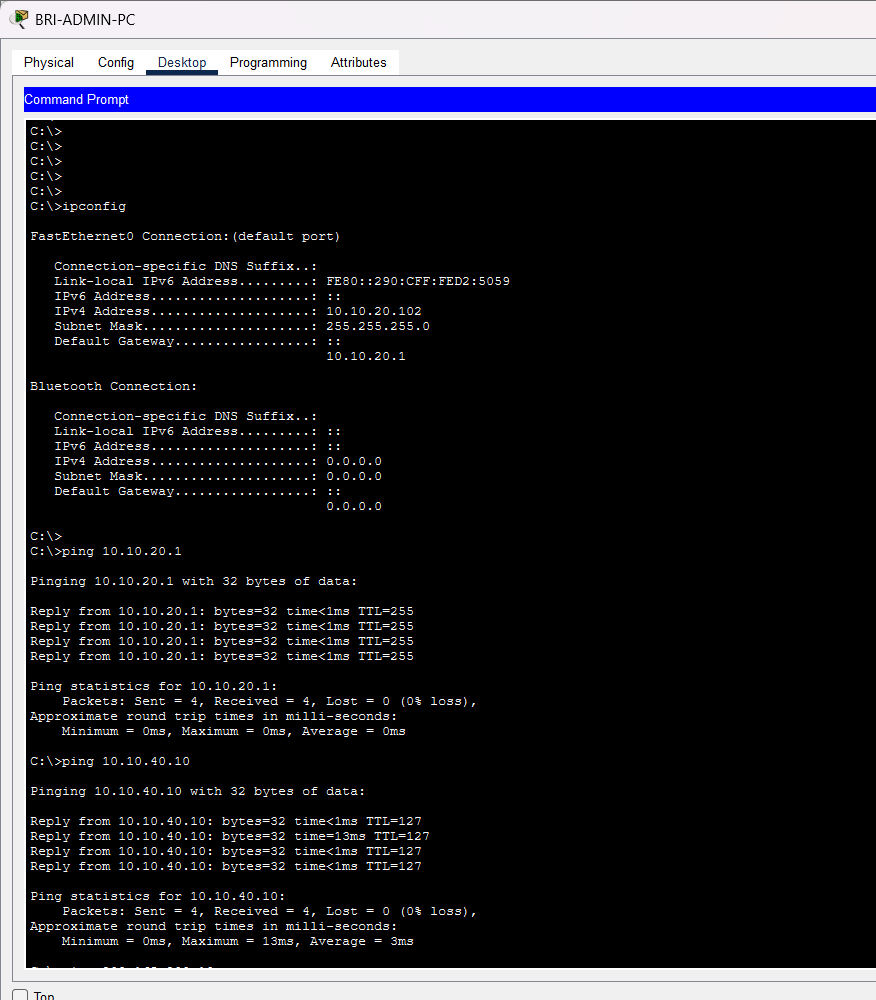 BRI-ADMIN-PC
Physical Config Desktop Programming Attributes
Command Prompt
C:\>
C:\>
C:\>
C:\>
C:\>
C:\>ipconfig
FastEthernet0 Connection:(default port)
Connection-specific DNS Suffix..:
Link-local IPv6 Address.........: FE80::290:CFF:FED2:5059
IPv6 Address....................: ::
IPv4 Address....................: 10.10.20.102
Subnet Mask.....................: 255.255.255.0
Default Gateway.................: ::
10.10.20.1
Bluetooth Connection:
Connection-specific DNS Suffix..:
Link-local IPv6 Address.........: ::
IPv6 Address....................: ::
IPv4 Address....................: 0.0.0.0
Subnet Mask.....................: 0.0.0.0
Default Gateway.................: ::
0.0.0.0
C:\>
C:\>ping 10.10.20.1
Pinging 10.10.20.1 with 32 bytes of data:
Reply from 10.10.20.1: bytes=32 time<1ms TTL=255
Reply from 10.10.20.1: bytes=32 time<1ms TTL=255
Reply from 10.10.20.1: bytes=32 time<1ms TTL=255
Reply from 10.10.20.1: bytes=32 time<1ms TTL=255
Ping statistics for 10.10.20.1:
Packets: Sent = 4, Received = 4, Lost = 0 (0% loss),
Approximate round trip times in milli-seconds:
Minimum = 0ms, Maximum = 0ms, Average = 0ms
C:\>ping 10.10.40.10
Pinging 10.10.40.10 with 32 bytes of data:
Reply from 10.10.40.10: bytes=32 time<1ms TTL=127
Reply from 10.10.40.10: bytes=32 time=13ms TTL=127
Reply from 10.10.40.10: bytes=32 time<1ms TTL=127
Reply from 10.10.40.10: bytes=32 time<1ms TTL=127
Ping statistics for 10.10.40.10:
Packets: Sent = 4, Received = 4, Lost = 0 (0% loss),
Approximate round trip times in milli-seconds:
Minimum = 0ms, Maximum = 13ms, Average = 3ms
Top